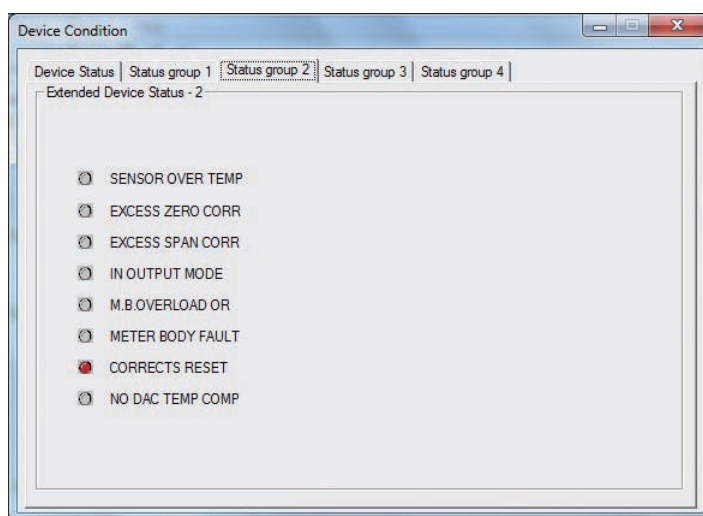 Device Condition
Device Status Status group 1 Status group 2 Status group 3 Status group 4
Extended Device Status - 2
SENSOR OVER TEMP
EXCESS ZERO CORR
EXCESS SPAN CORR
IN OUTPUT MODE
M.B.OVERLOAD OR
METER BODY FAULT
CORRECTS RESET
NO DAC TEMP COMP